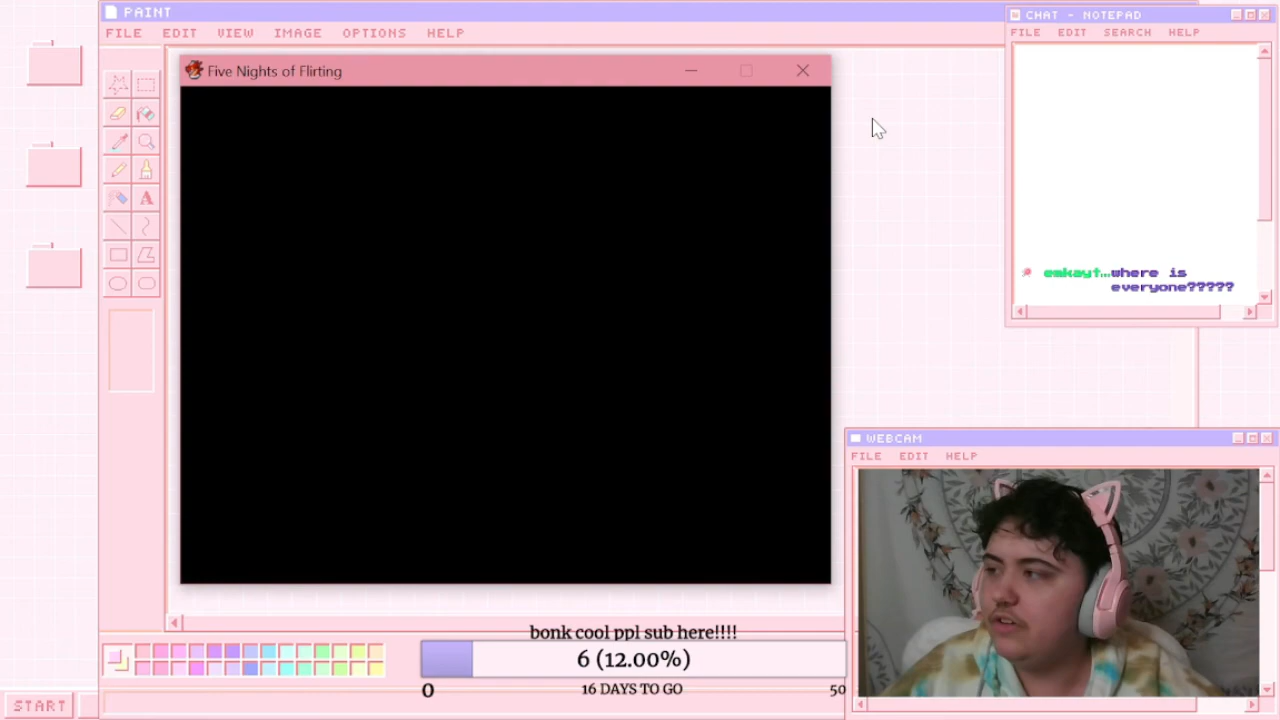 PAINT
FILE EDIT VIEW IMAGE OPTIONS HELP
Five Nights of Flirting
A
CHAT - NOTEPAD
FILE EDIT SEARCH HELP
emkayt...where is
everyone?????
WEBCAM
FILE EDIT HELP
bonk cool ppl sub here!!!!
6 (12.00%)
0 16 DAYS TO GO 50
START